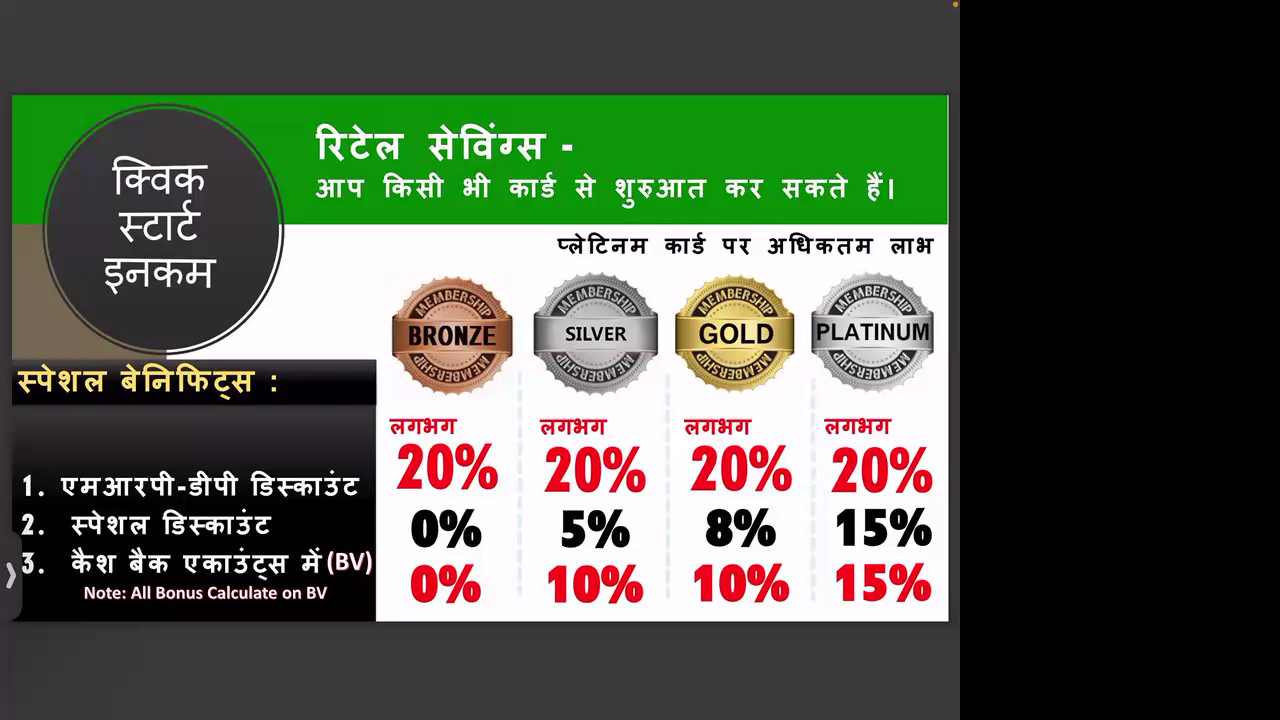 रिटेल सेविंग्स -
आप किसी भी कार्ड से शुरुआत कर सकते हैं।
क्विक
स्टार्ट
इनकम
प्लेटिनम कार्ड पर अधिकतम लाभ
MEMBERSHIP
BRONZE
MEMBERSHIP
MEMBERSHIP
SILVER
MEMBERSHIP
MEMBERSHIP
GOLD
MEMBERSHIP
MEMBERSHIP
PLATINUM
MEMBERSHIP
स्पेशल बेनिफिट्स :
लगभग लगभग लगभग लगभग
20% 20% 20% 20%
1. एमआरपी-डीपी डिस्काउंट
2. स्पेशल डिस्काउंट
0% 5% 8% 15%
3. कैश बैक एकाउंट्स में (BV)
0% 10% 10% 15%
Note: All Bonus Calculate on BV